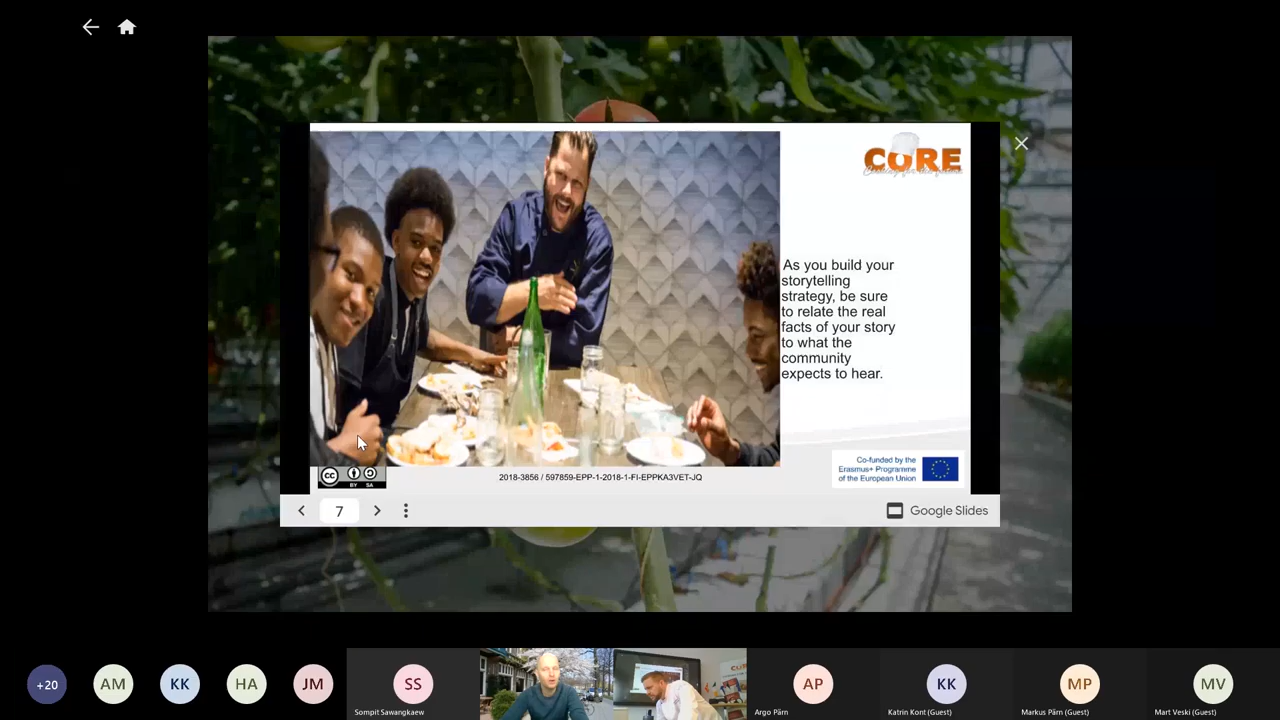 CORE
As you build your
storytelling
strategy, be sure
to relate the real
facts of your story
to what the
community
expects to hear.
CC BY SA
2018-3856 / 597859-EPP-1-2018-1-FI-EPPKA3VET-JQ
Co-funded by the
Erasmus+ Programme
of the European Union
7
Google Slides
+20
AM
KK
HA
JM
SS
AP
KK
MP
MV
Sompit Sawangkaew
Argo Pärn
Katrin Kont (Guest)
Markus Pärn (Guest)
Mart Veski (Guest)